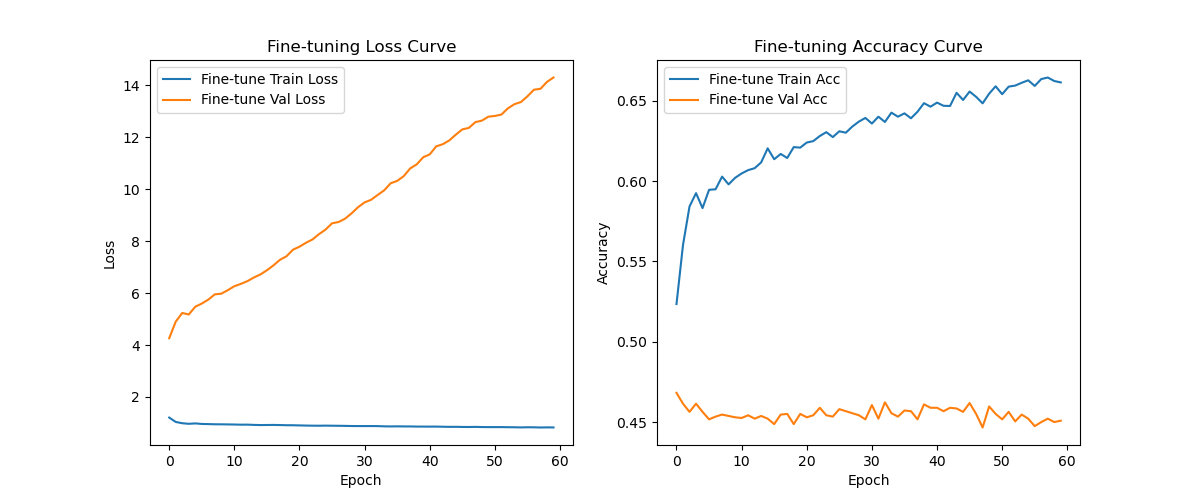 Fine-tuning Loss Curve
Fine-tune Train Loss
Fine-tune Val Loss
14
12
10
8
6
4
2
Loss
0
10
20
30
40
50
60
Epoch
Fine-tuning Accuracy Curve
Fine-tune Train Acc
Fine-tune Val Acc
0.65
0.60
0.55
0.50
0.45
Accuracy
0
10
20
30
40
50
60
Epoch